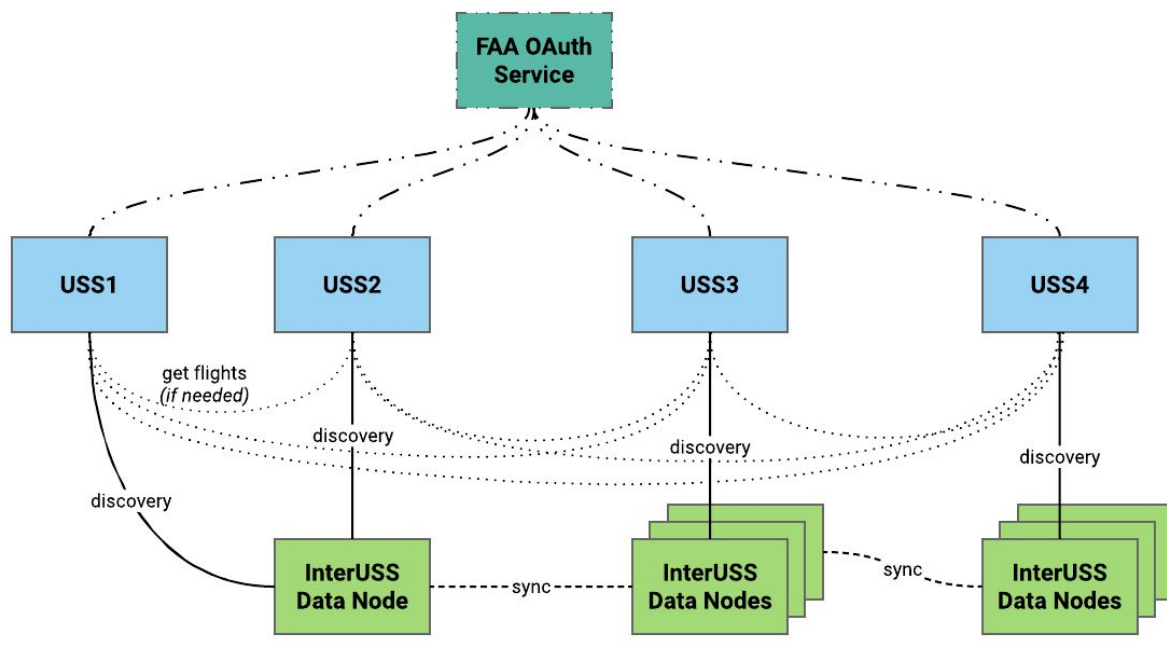 FAA OAuth
Service
USS1
USS2
USS3
USS4
get flights
(if needed)
discovery
discovery
discovery
discovery
InterUSS
Data Node
sync
InterUSS
Data Nodes
sync
InterUSS
Data Nodes